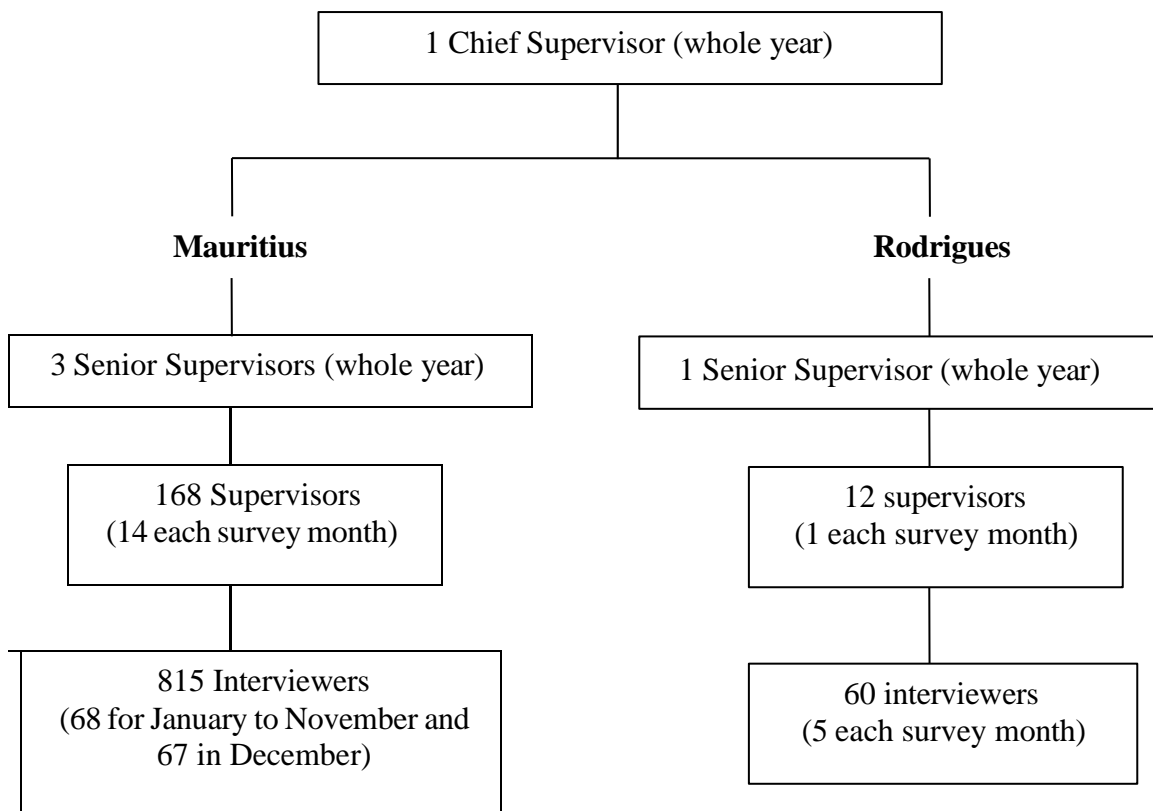 1 Chief Supervisor (whole year)
Mauritius
Rodrigues
3 Senior Supervisors (whole year)
1 Senior Supervisor (whole year)
168 Supervisors
(14 each survey month)
12 supervisors
(1 each survey month)
815 Interviewers
(68 for January to November and
67 in December)
60 interviewers
(5 each survey month)